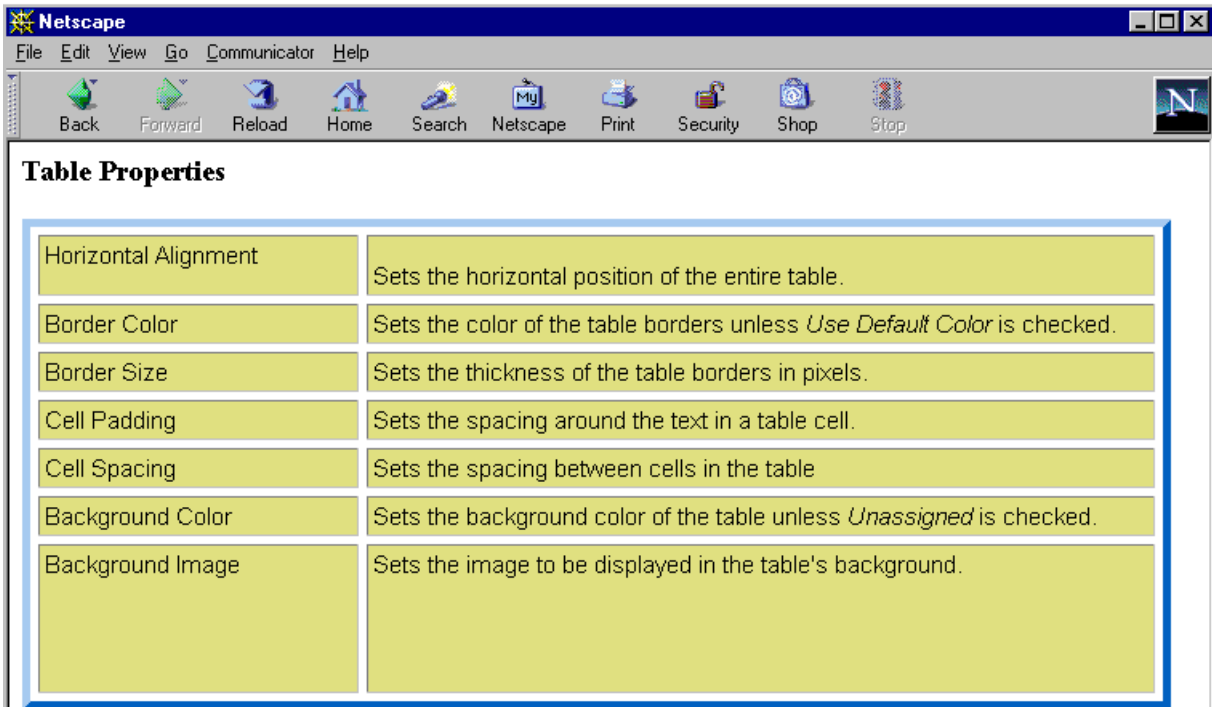 Netscape
File Edit View Go Communicator Help
My
N
Back Forward Reload Home Search Netscape Print Security Shop Stop
Table Properties
Horizontal Alignment Sets the horizontal position of the entire table.
Border Color Sets the color of the table borders unless Use Default Color is checked.
Border Size Sets the thickness of the table borders in pixels.
Cell Padding Sets the spacing around the text in a table cell.
Cell Spacing Sets the spacing between cells in the table
Background Color Sets the background color of the table unless Unassigned is checked.
Background Image Sets the image to be displayed in the table's background.